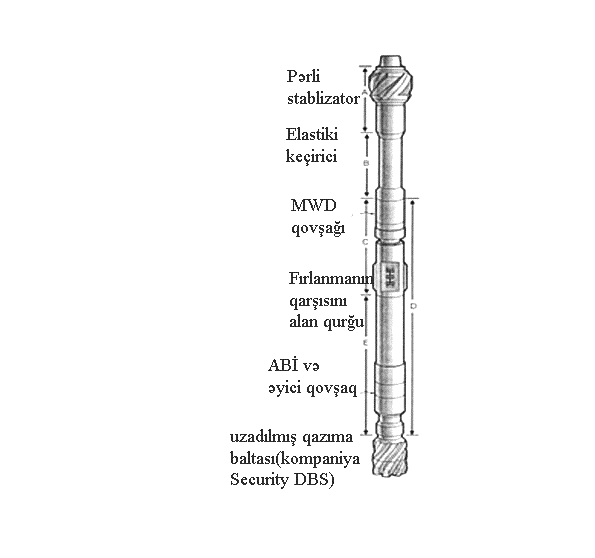 Pərli
stablizator
A
Elastiki
keçirici
B
MWD
qovşağı
C
Fırlanmanın
qarşısını
alan qurğu
D
E
ABİ və
əyici qovşaq
uzadılmış qazıma
baltası(kompaniya
Security DBS)